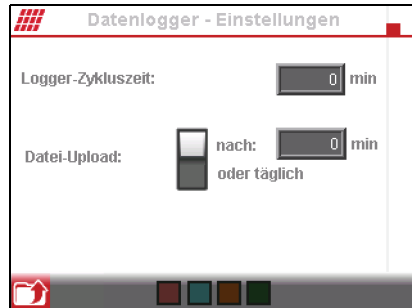 Datenlogger - Einstellungen
Logger-Zykluszeit: 0 min
Datei-Upload: nach: 0 min
oder täglich